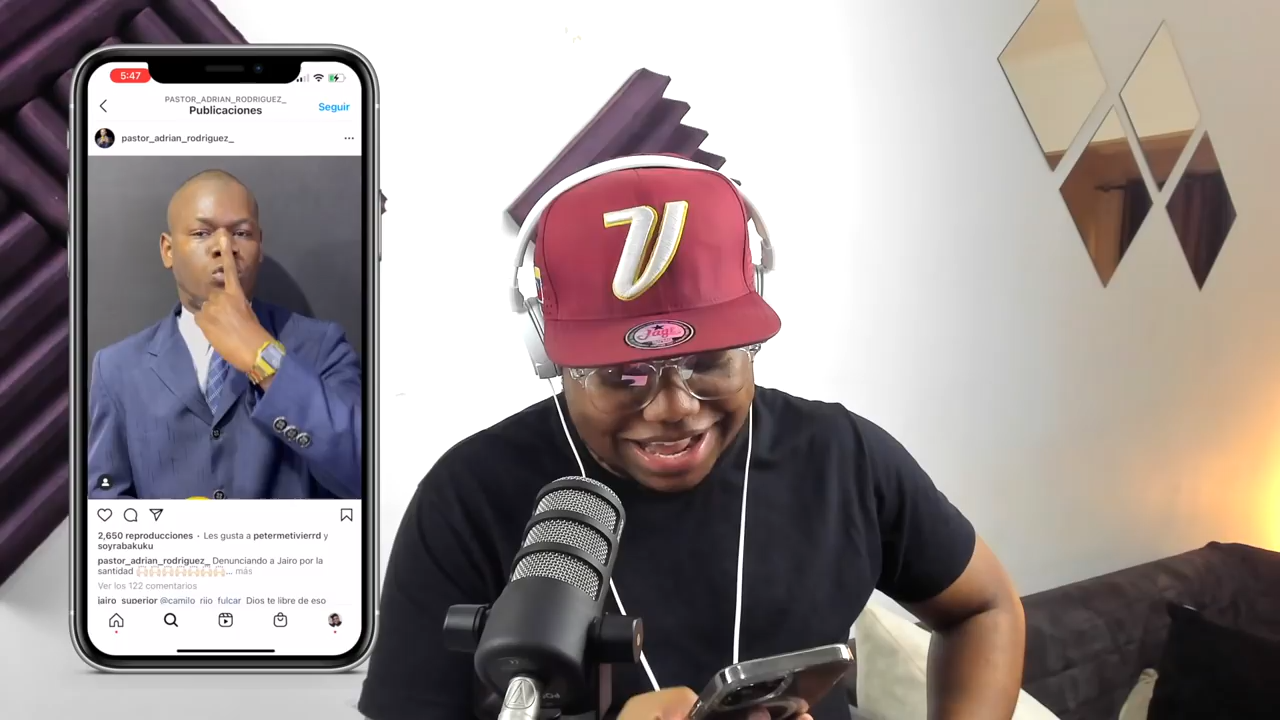 5:47
PASTOR_ADRIAN_RODRIGUEZ_
Publicaciones
Seguir
pastor_adrian_rodriguez_
2,650 reproducciones · Les gusta a petermetivierrd y
soyrabakuku
pastor_adrian_rodriguez_ Denunciando a Jairo por la
santidad 🙌🏻🙌🏻🙌🏻🙌🏻🙌🏻🙌🏻🙌🏻... más
Ver los 122 comentarios
jairo_superior @camilo_rijo_fulcar Dios te libre de eso
V